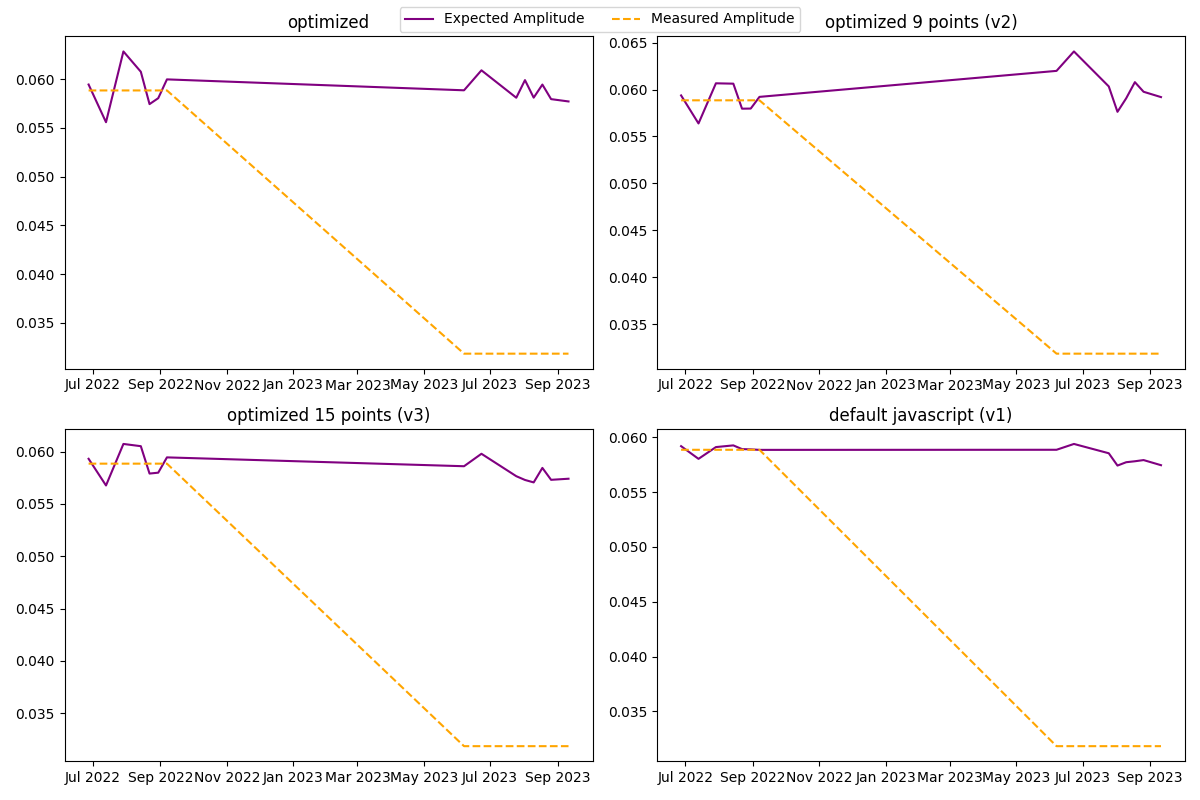 Expected Amplitude Measured Amplitude
optimized
0.060
0.055
0.050
0.045
0.040
0.035
Jul 2022 Sep 2022 Nov 2022 Jan 2023 Mar 2023 May 2023 Jul 2023 Sep 2023
optimized 9 points (v2)
0.065
0.060
0.055
0.050
0.045
0.040
0.035
Jul 2022 Sep 2022 Nov 2022 Jan 2023 Mar 2023 May 2023 Jul 2023 Sep 2023
optimized 15 points (v3)
0.060
0.055
0.050
0.045
0.040
0.035
Jul 2022 Sep 2022 Nov 2022 Jan 2023 Mar 2023 May 2023 Jul 2023 Sep 2023
default javascript (v1)
0.060
0.055
0.050
0.045
0.040
0.035
Jul 2022 Sep 2022 Nov 2022 Jan 2023 Mar 2023 May 2023 Jul 2023 Sep 2023